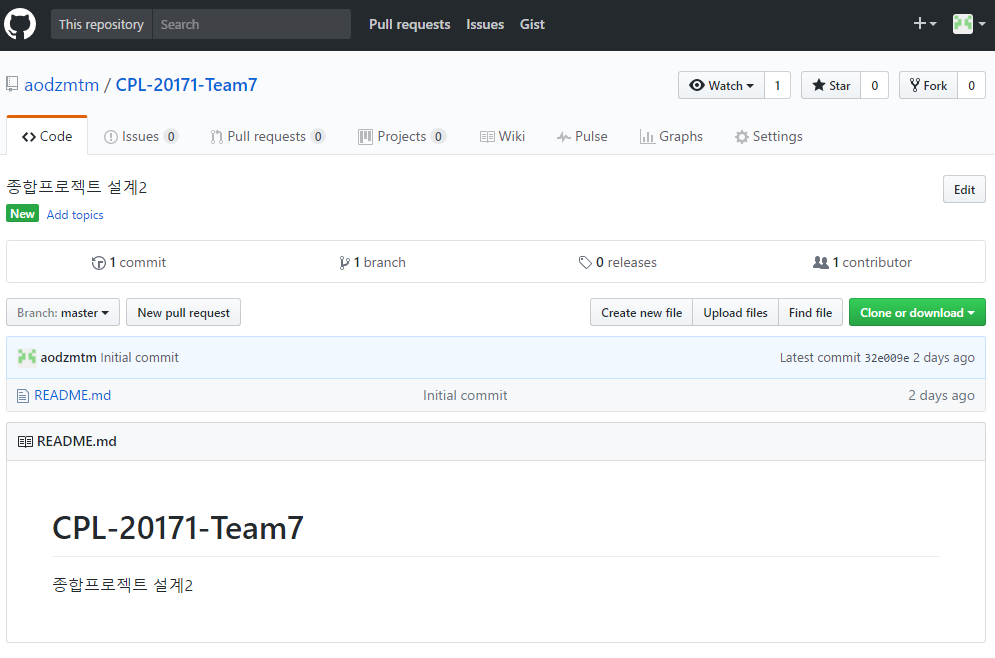 This repository Search Pull requests Issues Gist
aodzmtm / CPL-20171-Team7 Watch 1 Star 0 Fork 0
Code Issues 0 Pull requests 0 Projects 0 Wiki Pulse Graphs Settings
종합프로젝트 설계2 Edit
New Add topics
1 commit 1 branch 0 releases 1 contributor
Branch: master New pull request Create new file Upload files Find file Clone or download
aodzmtm Initial commit Latest commit 32e009e 2 days ago
README.md Initial commit 2 days ago
README.md
CPL-20171-Team7
종합프로젝트 설계2